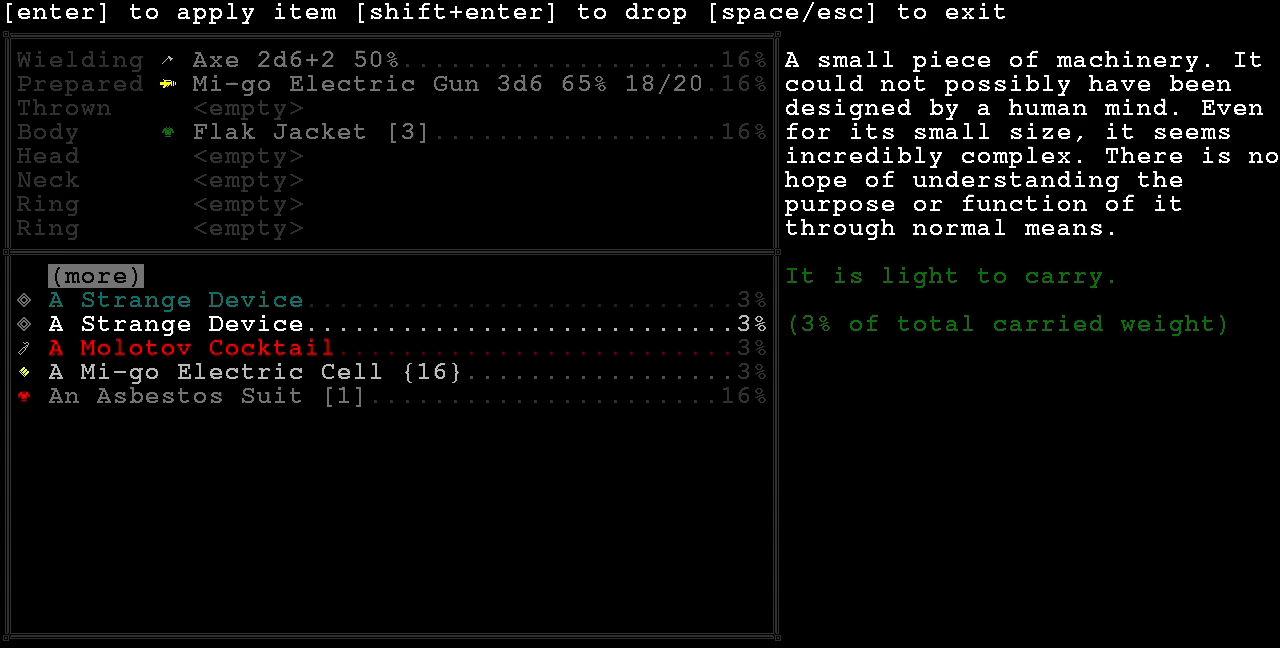 [enter] to apply item [shift+enter] to drop [space/esc] to exit
Wielding Axe 2d6+2 50%....................16%
Prepared Mi-go Electric Gun 3d6 65% 18/20.16%
Thrown <empty>
Body Flak Jacket [3]..................16%
Head <empty>
Neck <empty>
Ring <empty>
Ring <empty>
(more)
A Strange Device...........................3%
A Strange Device...........................3%
A Molotov Cocktail.........................3%
A Mi-go Electric Cell {16}.................3%
An Asbestos Suit [1]......................16%
A small piece of machinery. It
could not possibly have been
designed by a human mind. Even
for its small size, it seems
incredibly complex. There is no
hope of understanding the
purpose or function of it
through normal means.
It is light to carry.
(3% of total carried weight)